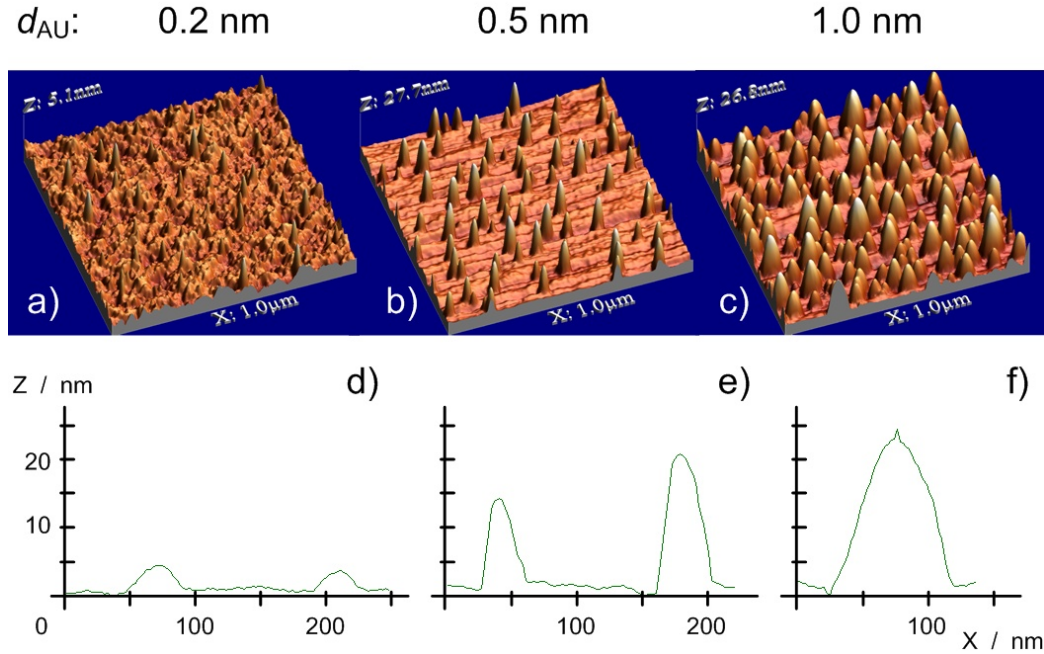 dAU: 0.2 nm 0.5 nm 1.0 nm
Z: 5.1nm Z: 27.7nm Z: 26.8nm
a) X: 1.0µm b) X: 1.0µm c) X: 1.0µm
Z / nm d) e) f)
20
10
0 100 200 100 200 100
X / nm